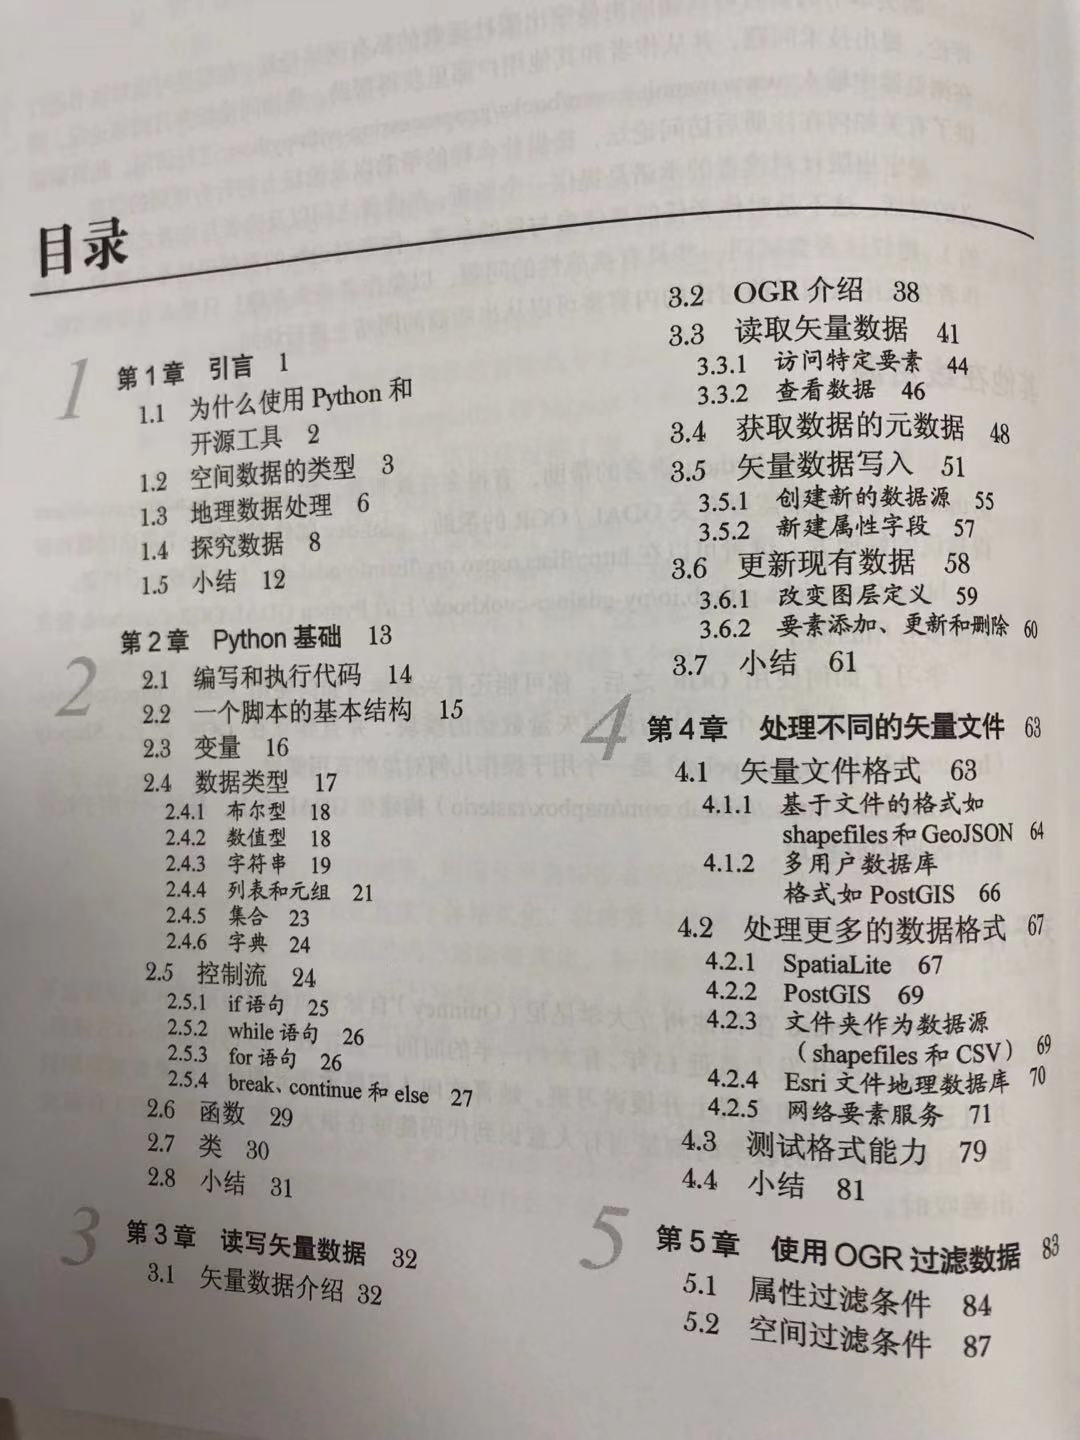 目录
1
第1章 引言 1
1.1 为什么使用 Python 和
开源工具 2
1.2 空间数据的类型 3
1.3 地理数据处理 6
1.4 探究数据 8
1.5 小结 12
2
第2章 Python 基础 13
2.1 编写和执行代码 14
2.2 一个脚本的基本结构 15
2.3 变量 16
2.4 数据类型 17
2.4.1 布尔型 18
2.4.2 数值型 18
2.4.3 字符串 19
2.4.4 列表和元组 21
2.4.5 集合 23
2.4.6 字典 24
2.5 控制流 24
2.5.1 if 语句 25
2.5.2 while 语句 26
2.5.3 for 语句 26
2.5.4 break、continue 和 else 27
2.6 函数 29
2.7 类 30
2.8 小结 31
3
第3章 读写矢量数据 32
3.1 矢量数据介绍 32
3.2 OGR 介绍 38
3.3 读取矢量数据 41
3.3.1 访问特定要素 44
3.3.2 查看数据 46
3.4 获取数据的元数据 48
3.5 矢量数据写入 51
3.5.1 创建新的数据源 55
3.5.2 新建属性字段 57
3.6 更新现有数据 58
3.6.1 改变图层定义 59
3.6.2 要素添加、更新和删除 60
3.7 小结 61
4
第4章 处理不同的矢量文件 63
4.1 矢量文件格式 63
4.1.1 基于文件的格式如
shapefiles 和 GeoJSON 64
4.1.2 多用户数据库
格式如 PostGIS 66
4.2 处理更多的数据格式 67
4.2.1 SpatiaLite 67
4.2.2 PostGIS 69
4.2.3 文件夹作为数据源
（shapefiles 和 CSV） 69
4.2.4 Esri 文件地理数据库 70
4.2.5 网络要素服务 71
4.3 测试格式能力 79
4.4 小结 81
5
第5章 使用 OGR 过滤数据 83
5.1 属性过滤条件 84
5.2 空间过滤条件 87